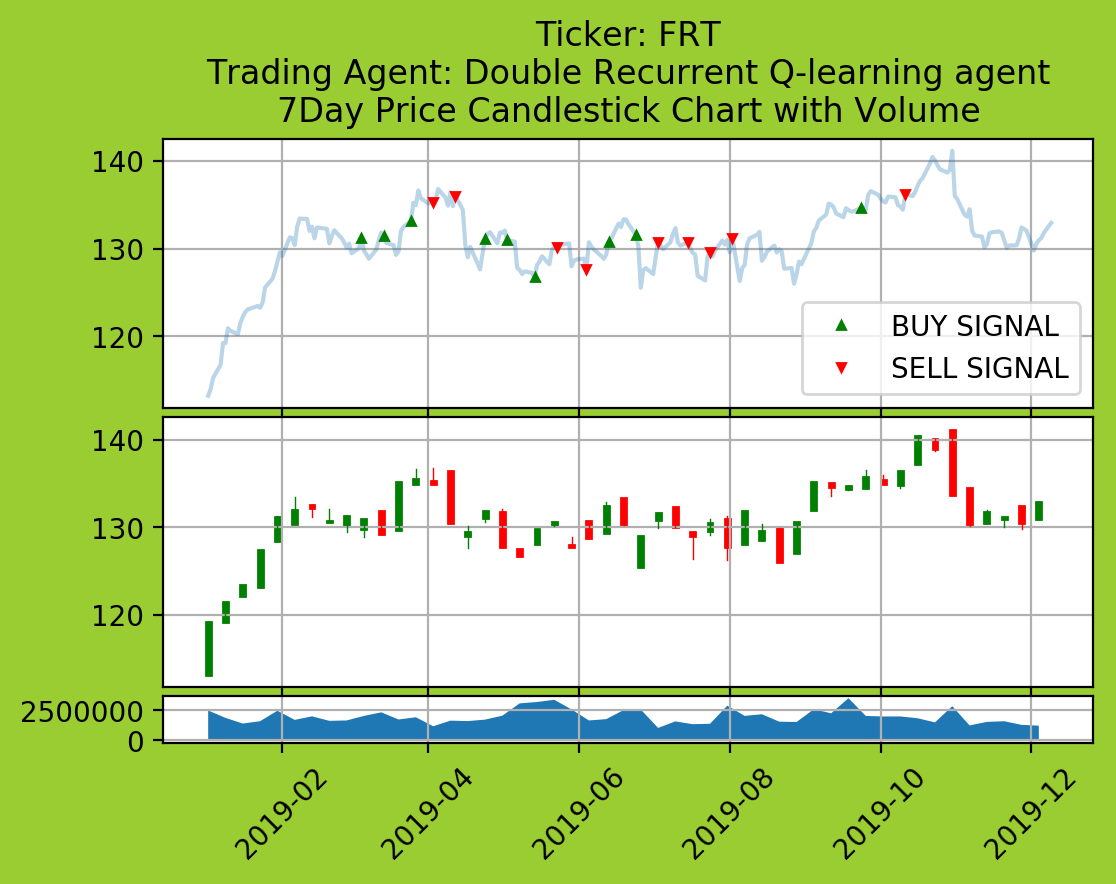 Ticker: FRT
Trading Agent: Double Recurrent Q-learning agent
7Day Price Candlestick Chart with Volume
140
130
120
BUY SIGNAL
SELL SIGNAL
140
130
120
2500000
0
2019-02
2019-04
2019-06
2019-08
2019-10
2019-12